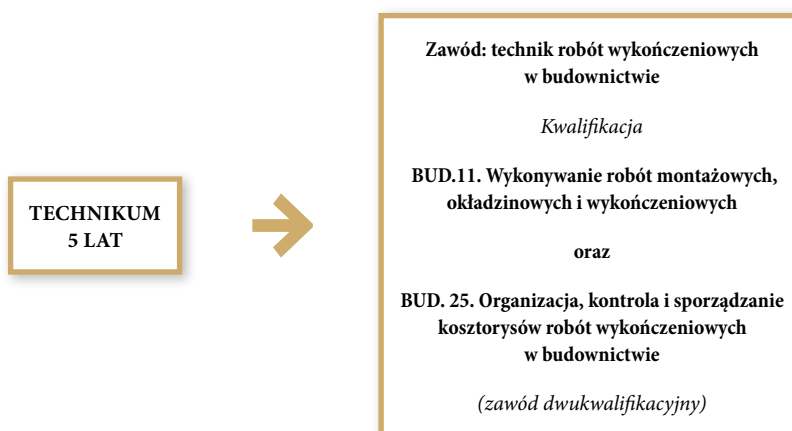 TECHNIKUM
5 LAT
Zawód: technik robót wykończeniowych
w budownictwie
Kwalifikacja
BUD.11. Wykonywanie robót montażowych,
okładzinowych i wykończeniowych
oraz
BUD. 25. Organizacja, kontrola i sporządzanie
kosztorysów robót wykończeniowych
w budownictwie
(zawód dwukwalifikacyjny)